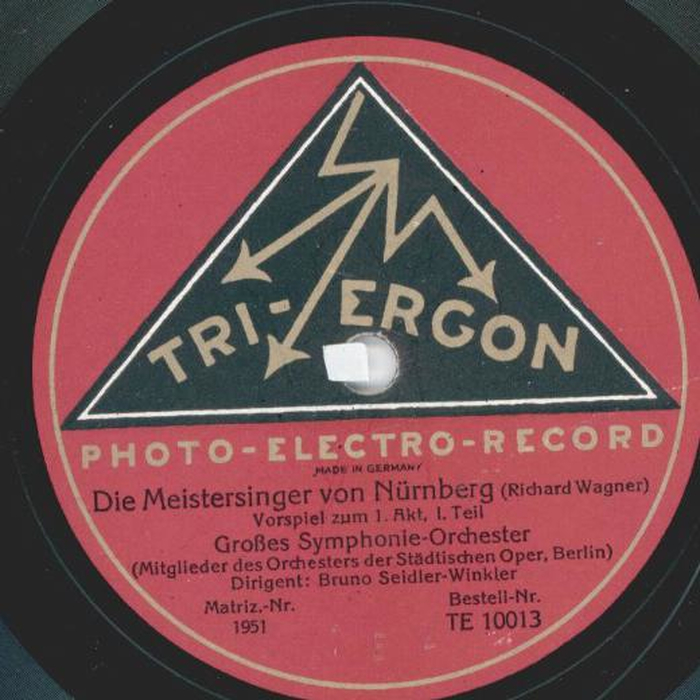 TRI-ERGON
PHOTO-ELECTRO-RECORD
MADE IN GERMANY
Die Meistersinger von Nürnberg (Richard Wagner)
Vorspiel zum 1. Akt, I. Teil
Großes Symphonie-Orchester
(Mitglieder des Orchesters der Städtischen Oper, Berlin)
Dirigent: Bruno Seidler-Winkler
Matriz.-Nr. Bestell-Nr.
1951 TE 10013